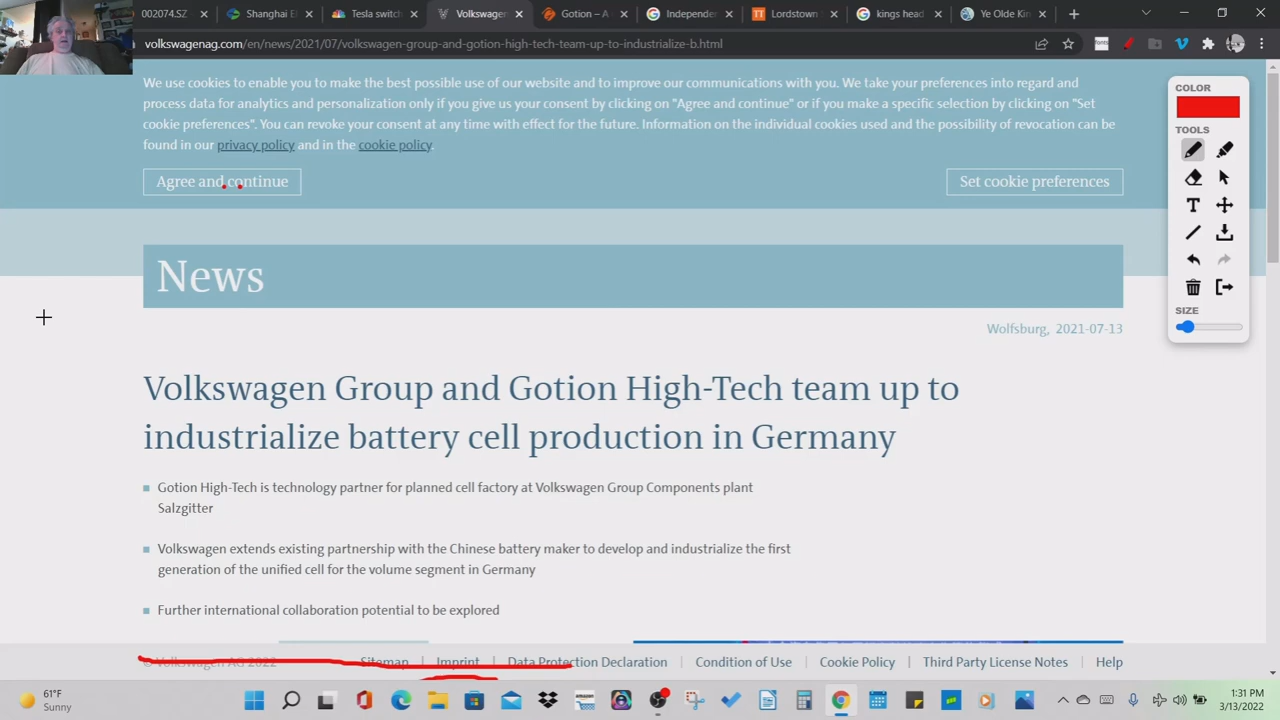 002074.SZ
Shanghai El
Tesla switc
Volkswager
Gotion – A
Independer
Lordstown
kings head
Ye Olde Kin
volkswagenag.com/en/news/2021/07/volkswagen-group-and-gotion-high-tech-team-up-to-industrialize-b.html
We use cookies to enable you to make the best possible use of our website and to improve our communications with you. We take your preferences into regard and
process data for analytics and personalization only if you give us your consent by clicking on "Agree and continue" or if you make a specific selection by clicking on "Set
cookie preferences". You can revoke your consent at any time with effect for the future. Information on the individual cookies used and the possibility of revocation can be
found in our privacy policy and in the cookie policy.
Agree and continue
Set cookie preferences
COLOR
TOOLS
SIZE
News
Wolfsburg, 2021-07-13
Volkswagen Group and Gotion High-Tech team up to
industrialize battery cell production in Germany
Gotion High-Tech is technology partner for planned cell factory at Volkswagen Group Components plant
Salzgitter
Volkswagen extends existing partnership with the Chinese battery maker to develop and industrialize the first
generation of the unified cell for the volume segment in Germany
Further international collaboration potential to be explored
© Volkswagen AG 2022
Sitemap
Imprint
Data Protection Declaration
Condition of Use
Cookie Policy
Third Party License Notes
Help
61°F
Sunny
1:31 PM
3/13/2022